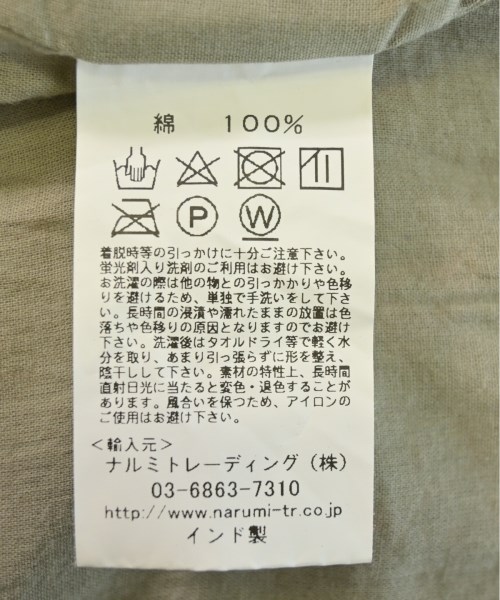 綿　100%
P W
着脱時等の引っかけに十分ご注意下さい。
蛍光剤入り洗剤のご利用はお避け下さい。
お洗濯の際は他の物との引っかかりや色移
りを避けるため、単独で手洗いをして下さ
い。長時間の浸漬や濡れたままの放置は色
落ちや色移りの原因となりますのでお避け
下さい。洗濯後はタオルドライ等で軽く水
分を取り、あまり引っ張らずに形を整え、
陰干しして下さい。素材の特性上、長時間
直射日光に当たると変色・退色することが
あります。風合いを保つため、アイロンの
ご使用はお避け下さい。
＜輸入元＞
ナルミトレーディング（株）
03-6863-7310
http://www.narumi-tr.co.jp
インド製